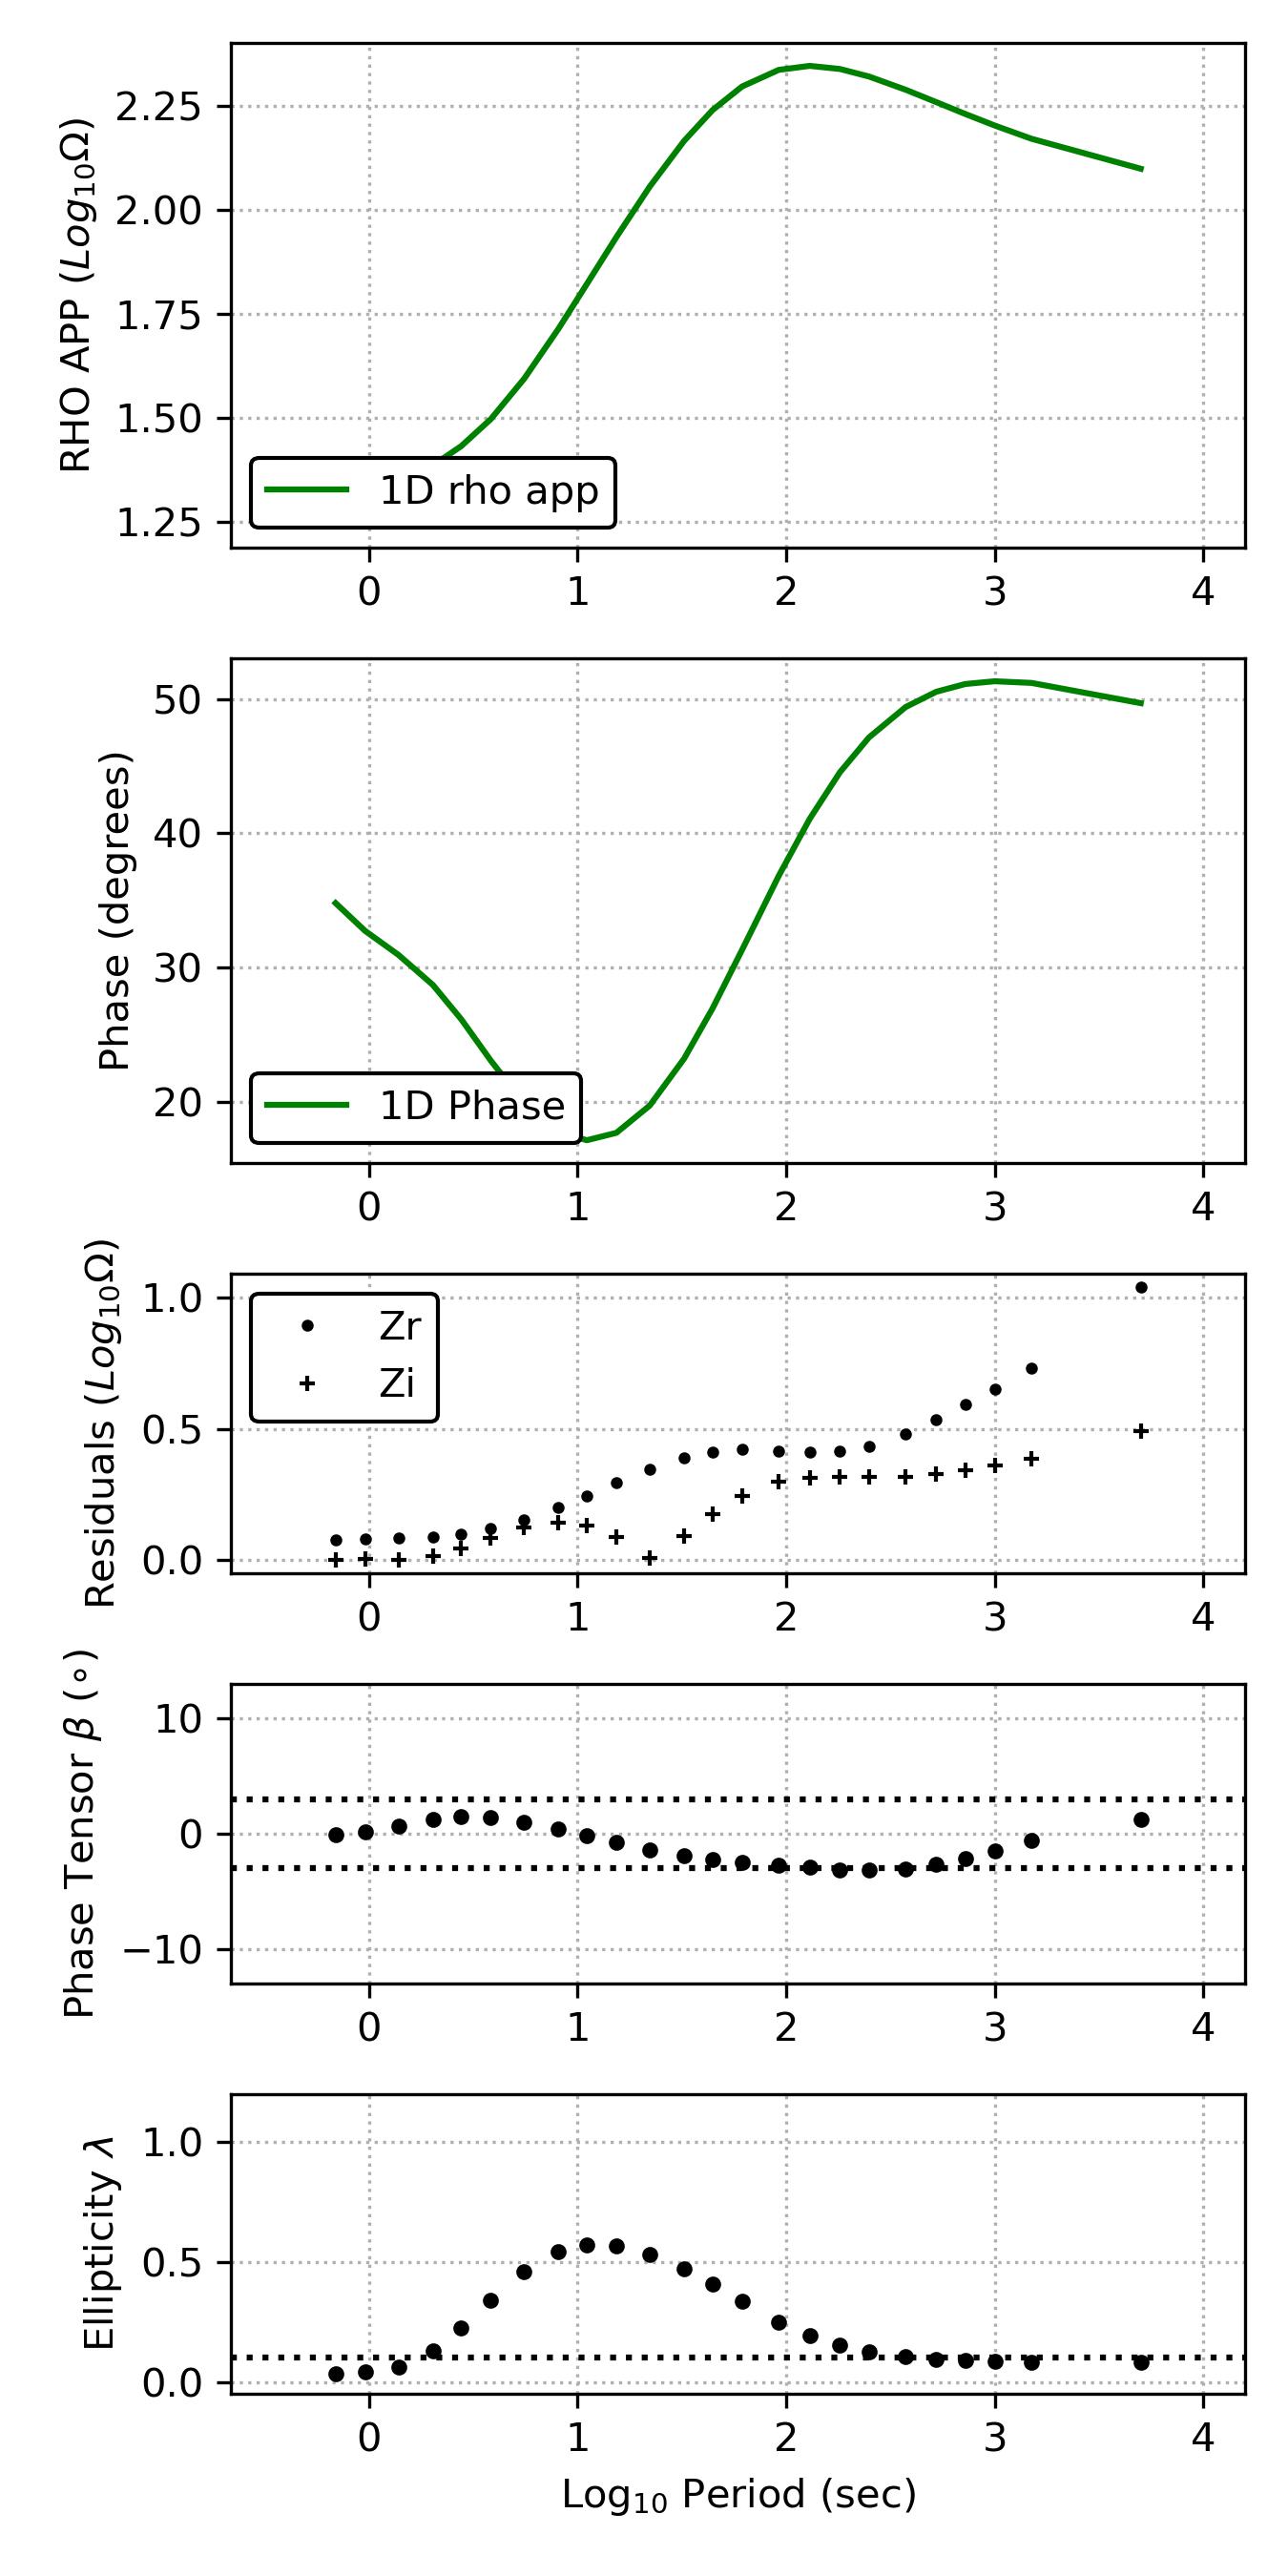 RHO APP (Log₁₀Ω)
2.25
2.00
1.75
1.50
1.25
1D rho app
0 1 2 3 4
Phase (degrees)
50
40
30
20
1D Phase
0 1 2 3 4
Residuals (Log₁₀Ω)
1.0
0.5
0.0
Zr
Zi
0 1 2 3 4
Phase Tensor β (∘)
10
0
−10
0 1 2 3 4
Ellipticity λ
1.0
0.5
0.0
0 1 2 3 4
Log₁₀ Period (sec)